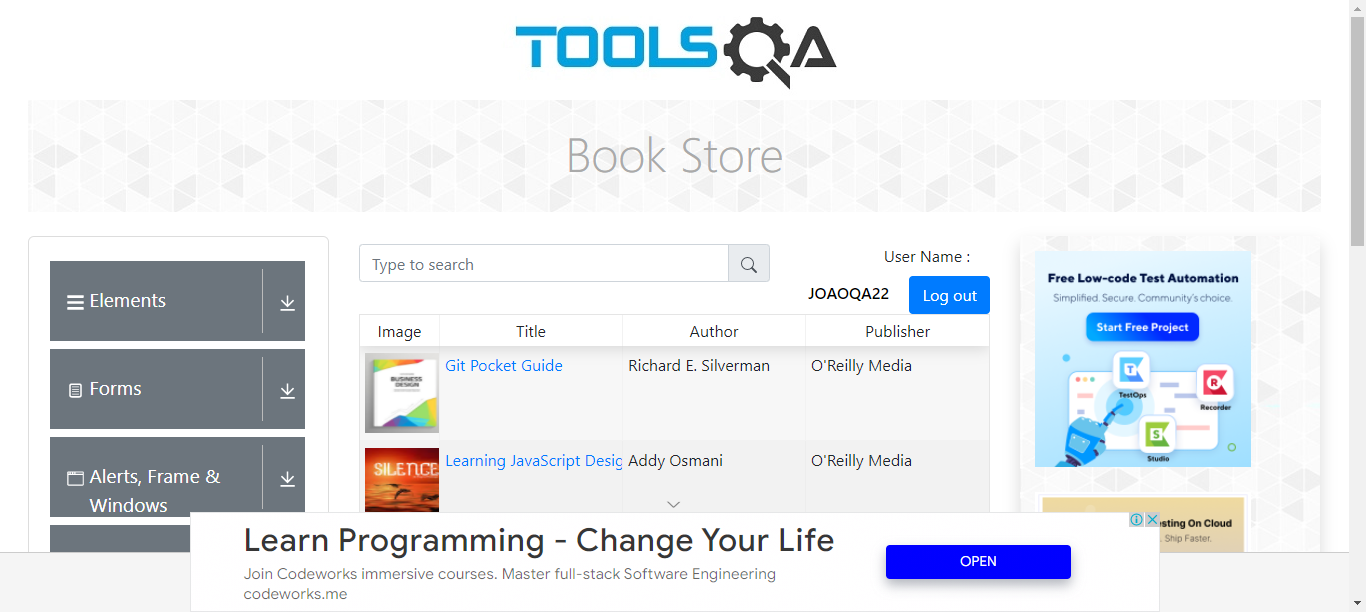 TOOLSQA
Book Store
Elements
Forms
Alerts, Frame &
Windows
Type to search
User Name :
JOAOQA22
Log out
Image Title Author Publisher
BUSINESS
DESIGN
Git Pocket Guide Richard E. Silverman O'Reilly Media
SILENCE
Learning JavaScript Desig Addy Osmani O'Reilly Media
Free Low-code Test Automation
Simplified. Secure. Community's choice.
Start Free Project
TestOps
Recorder
Studio
sting On Cloud
. Ship Faster.
Learn Programming - Change Your Life
Join Codeworks immersive courses. Master full-stack Software Engineering
codeworks.me
OPEN